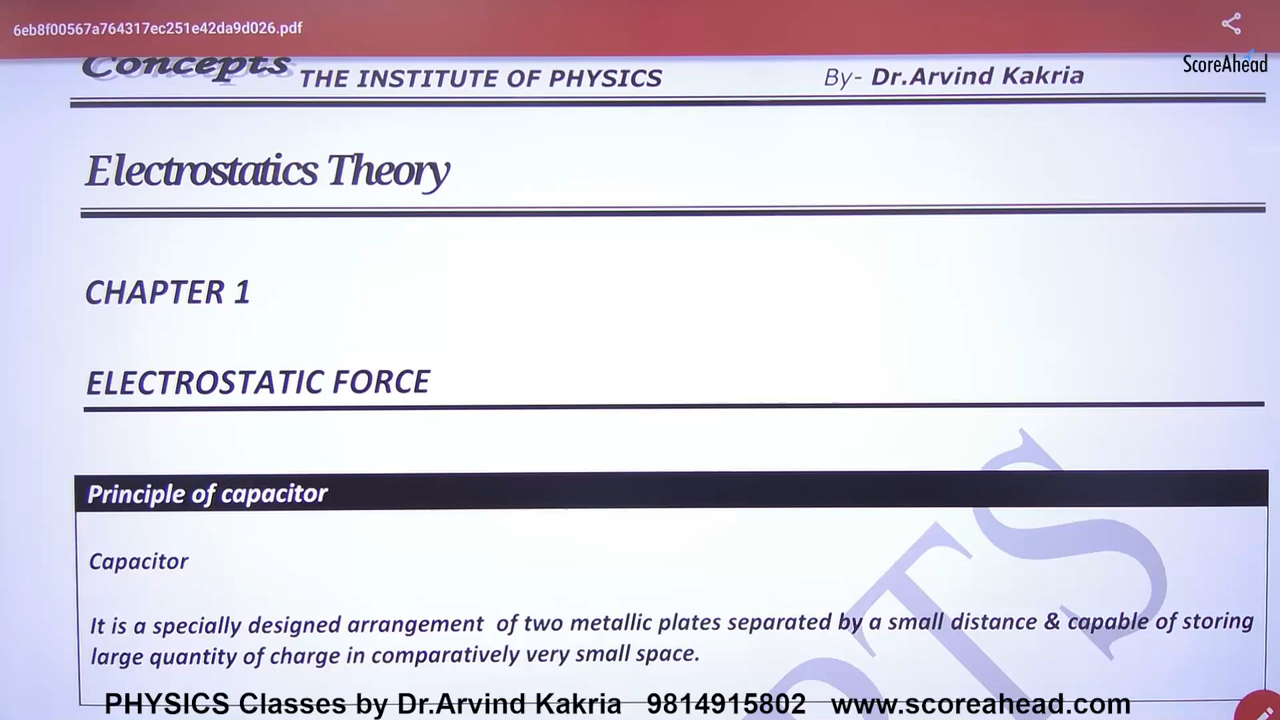 6eb8f00567a764317ec251e42da9d026.pdf
ScoreAhead
Concepts THE INSTITUTE OF PHYSICS By- Dr.Arvind Kakria
Electrostatics Theory
CHAPTER 1
ELECTROSTATIC FORCE
Principle of capacitor
Capacitor
It is a specially designed arrangement of two metallic plates separated by a small distance & capable of storing
large quantity of charge in comparatively very small space.
PTS
PHYSICS Classes by Dr.Arvind Kakria 9814915802 www.scoreahead.com